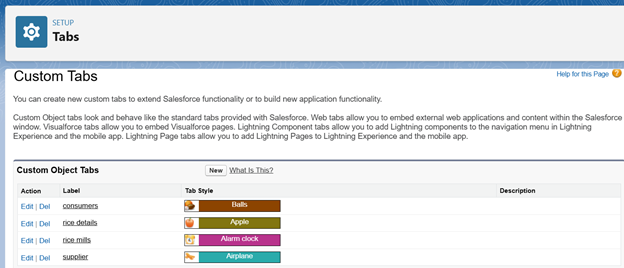 SETUP
Tabs
Custom Tabs
Help for this Page ?
You can create new custom tabs to extend Salesforce functionality or to build new application functionality.
Custom Object tabs look and behave like the standard tabs provided with Salesforce. Web tabs allow you to embed external web applications and content within the Salesforce
window. Visualforce tabs allow you to embed Visualforce pages. Lightning Component tabs allow you to add Lightning components to the navigation menu in Lightning
Experience and the mobile app. Lightning Page tabs allow you to add Lightning Pages to Lightning Experience and the mobile app.
Custom Object Tabs New What Is This?
Action Label Tab Style Description
Edit | Del consumers Balls
Edit | Del rice details Apple
Edit | Del rice mills Alarm clock
Edit | Del supplier Airplane